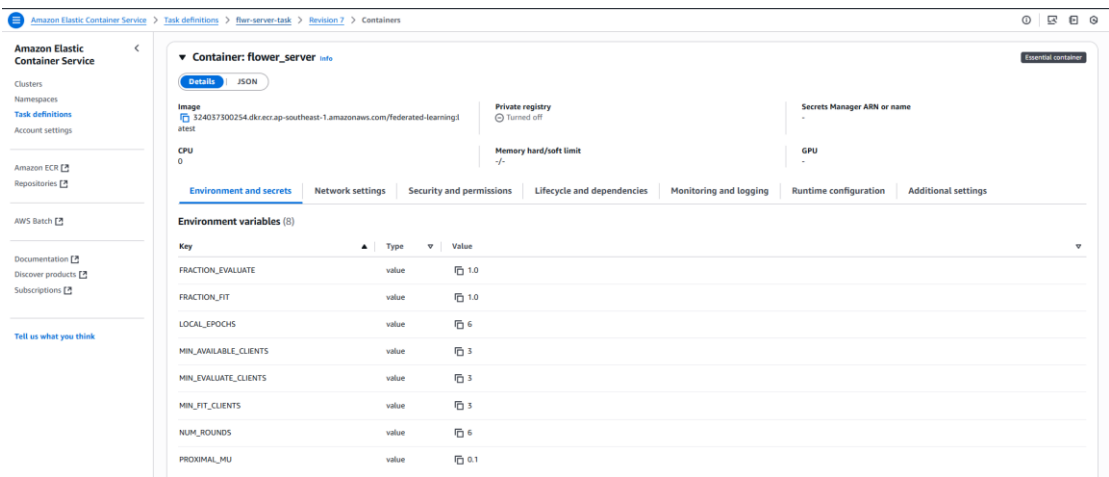 Amazon Elastic Container Service > Task definitions > flwr-server-task > Revision 7 > Containers
Amazon Elastic
Container Service
Clusters
Namespaces
Task definitions
Account settings
Amazon ECR
Repositories
AWS Batch
Documentation
Discover products
Subscriptions
Tell us what you think
Container: flower_server Info
Essential container
Details | JSON
Image
324037300254.dkr.ecr.ap-southeast-1.amazonaws.com/federated-learning:l
atest
Private registry
Turned off
Secrets Manager ARN or name
-
CPU
0
Memory hard/soft limit
-/-
GPU
-
Environment and secrets Network settings Security and permissions Lifecycle and dependencies Monitoring and logging Runtime configuration Additional settings
Environment variables (8)
Key Type Value
FRACTION_EVALUATE value 1.0
FRACTION_FIT value 1.0
LOCAL_EPOCHS value 6
MIN_AVAILABLE_CLIENTS value 3
MIN_EVALUATE_CLIENTS value 3
MIN_FIT_CLIENTS value 3
NUM_ROUNDS value 6
PROXIMAL_MU value 0.1